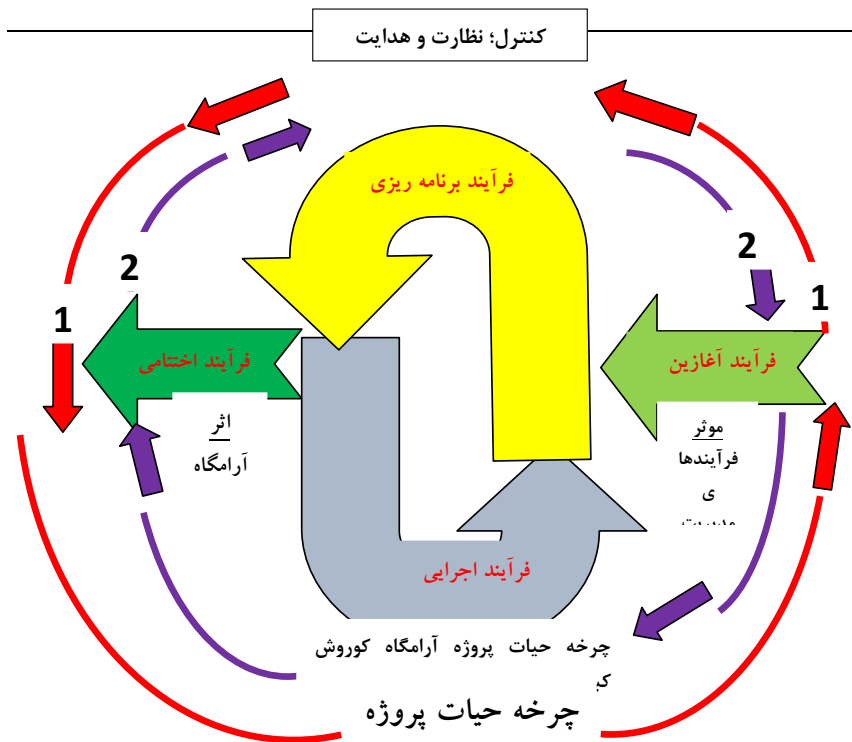 کنترل؛ نظارت و هدایت
فرآیند برنامه ریزی
2
1
2
1
فرآیند آغازین
فرآیند اختتامی
موثر
فرآیندها
ی
اثر
آرامگاه
فرآیند اجرایی
چرخه حیات پروژه آرامگاه کوروش
چرخه حیات پروژه